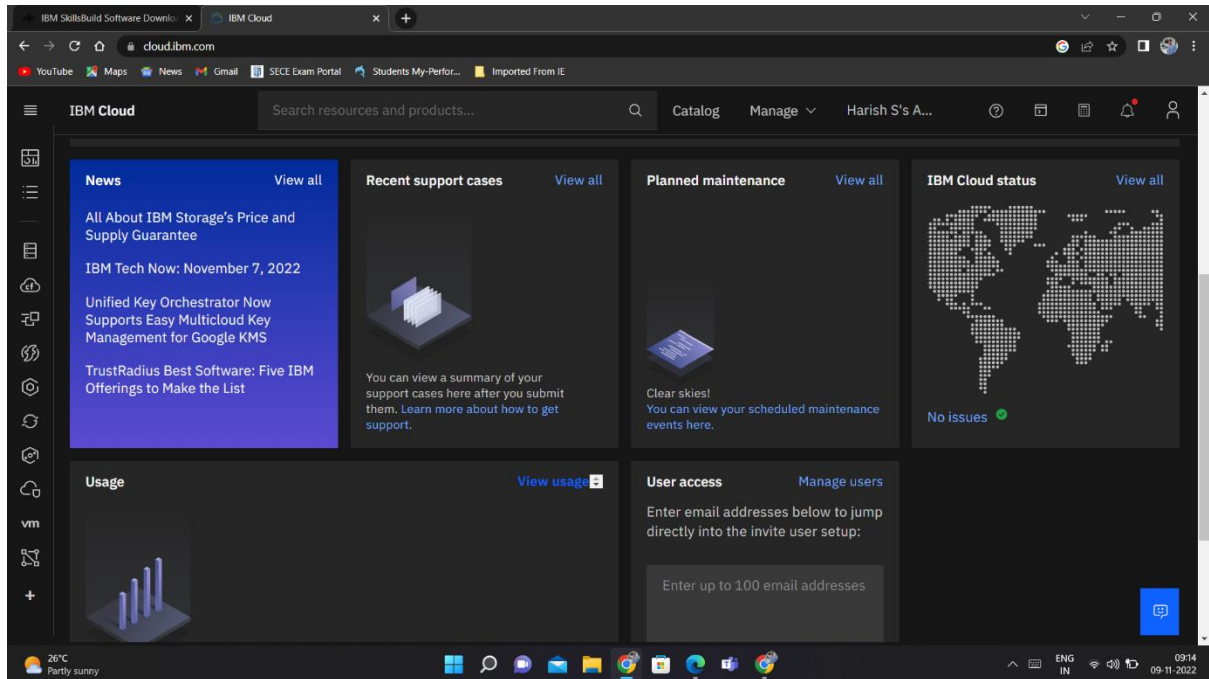 IBM SkillsBuild Software Downlo
IBM Cloud
cloud.ibm.com
YouTube
Maps
News
Gmail
SECE Exam Portal
Students My-Perfor...
Imported From IE
IBM Cloud
Search resources and products...
Catalog
Manage
Harish S's A...
News
View all
All About IBM Storage's Price and
Supply Guarantee
IBM Tech Now: November 7, 2022
Unified Key Orchestrator Now
Supports Easy Multicloud Key
Management for Google KMS
TrustRadius Best Software: Five IBM
Offerings to Make the List
Recent support cases
View all
You can view a summary of your
support cases here after you submit
them. Learn more about how to get
support.
Planned maintenance
View all
Clear skies!
You can view your scheduled maintenance
events here.
IBM Cloud status
View all
No issues
Usage
View usage
User access
Manage users
Enter email addresses below to jump
directly into the invite user setup:
Enter up to 100 email addresses
vm
26°C
Partly sunny
ENG
IN
09:14
09-11-2022